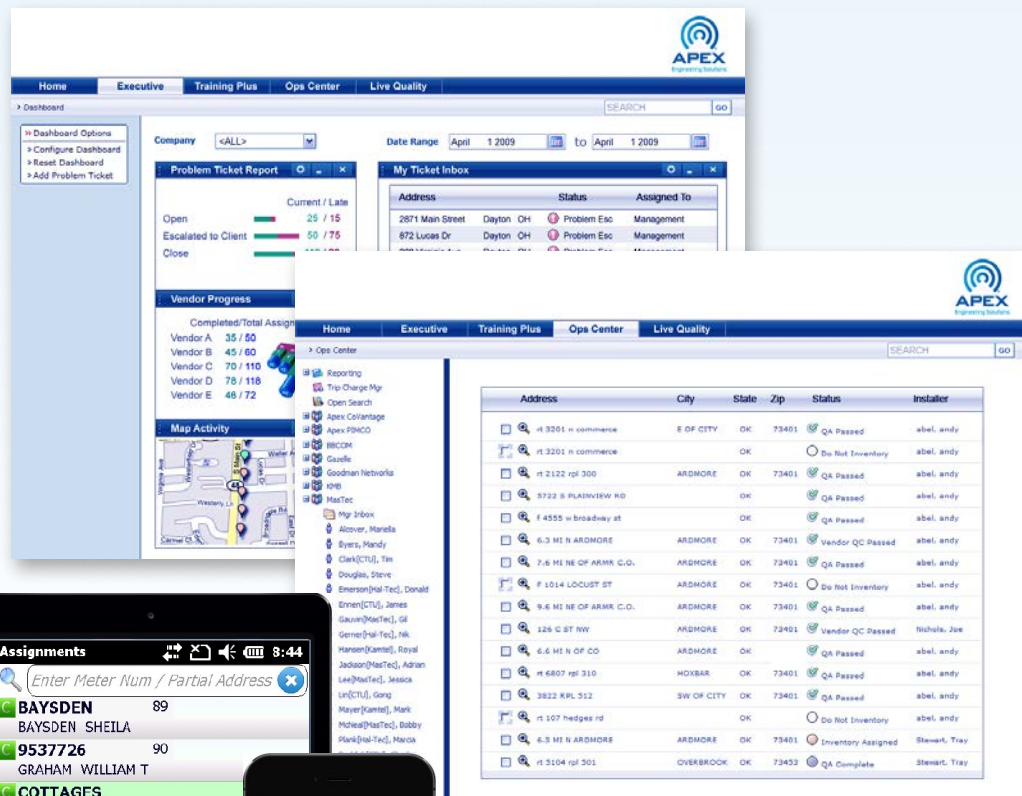 APEX
Engineering Solutions
Home Executive Training Plus Ops Center Live Quality
> Dashboard SEARCH GO
» Dashboard Options
> Configure Dashboard
> Reset Dashboard
> Add Problem Ticket
Company <ALL> Date Range April 1 2009 to April 1 2009
Problem Ticket Report
Current / Late
Open 25 / 15
Escalated to Client 50 / 75
Close
My Ticket Inbox
Address Status Assigned To
2871 Main Street Dayton OH Problem Esc Management
872 Lucas Dr Dayton OH Problem Esc Management
Vendor Progress
Completed/Total Assign
Vendor A 35 / 50
Vendor B 45 / 60
Vendor C 70 / 110
Vendor D 78 / 118
Vendor E 46 / 72
Map Activity
S Main St
48
Westerly Ln
APEX
Engineering Solutions
Home Executive Training Plus Ops Center Live Quality
> Ops Center SEARCH GO
Reporting
Trip Charge Mgr
Open Search
Apex CoVantage
Apex PIMCO
BBCOM
Gazelle
Goodman Networks
KMB
MasTec
Mgr Inbox
Alcover, Mariella
Byers, Mandy
Clark[CTU], Tim
Douglas, Steve
Emerson[Hal-Tec], Donald
Ennen[CTU], James
Gauvin[MasTec], Gil
Gerner[Hal-Tec], Nik
Hansen[Kamtel], Royal
Jackson[MasTec], Adrian
Lee[MasTec], Jessica
Lin[CTU], Gong
Mayer[Kamtel], Mark
McNeal[MasTec], Bobby
Plank[Hal-Tec], Marcia
Address City State Zip Status Installer
rt 3201 n commerce E OF CITY OK 73401 QA Passed abel, andy
rt 3201 n commerce OK Do Not Inventory abel, andy
rt 2122 rpl 300 ARDMORE OK 73401 QA Passed abel, andy
5722 S PLAINVIEW RD OK QA Passed abel, andy
f 4555 w broadway st OK QA Passed abel, andy
6.3 MI N ARDMORE ARDMORE OK 73401 Vendor QC Passed abel, andy
7.6 MI NE OF ARMR C.O. ARDMORE OK 73401 QA Passed abel, andy
F 1014 LOCUST ST ARDMORE OK 73401 Do Not Inventory abel, andy
9.6 MI NE OF ARMR C.O. ARDMORE OK 73401 QA Passed abel, andy
126 C ST NW ARDMORE OK 73401 Vendor QC Passed Nichols, Joe
6.6 MI N OF CO ARDMORE OK QA Passed abel, andy
rt 6807 rpl 310 HOXBAR OK 73401 QA Passed abel, andy
3822 RPL 512 SW OF CITY OK 73401 QA Passed abel, andy
rt 107 hedges rd OK Do Not Inventory abel, andy
6.3 MI N ARDMORE ARDMORE OK 73401 Inventory Assigned Stewart, Tray
rt 5104 rpl 501 OVERBROOK OK 73453 QA Complete Stewart, Tray
Assignments 8:44
Enter Meter Num / Partial Address
C BAYSDEN 89
BAYSDEN SHEILA
C 9537726 90
GRAHAM WILLIAM T
C COTTAGES